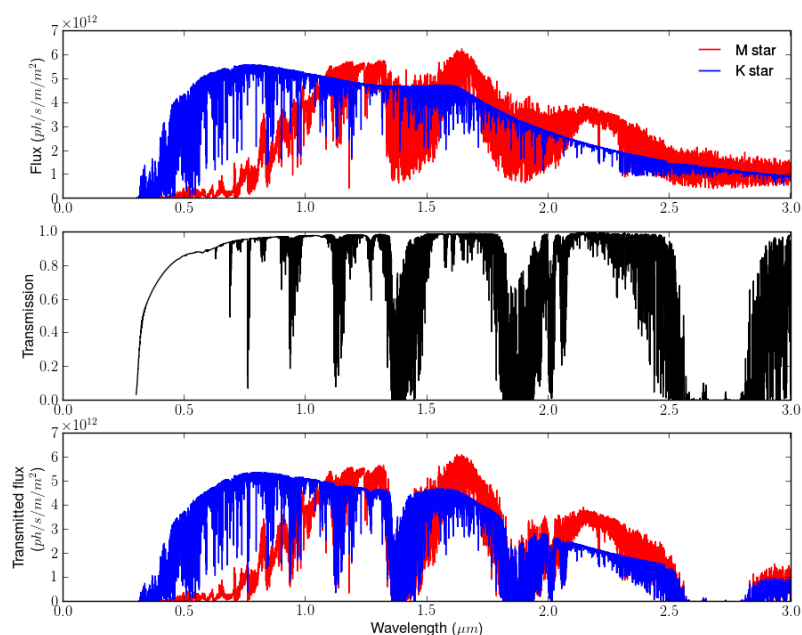 7 ×10¹²
6
5
4
3
2
1
0
Flux (ph/s/m/m²)
M star
K star
0.0 0.5 1.0 1.5 2.0 2.5 3.0
1.0
0.8
0.6
0.4
0.2
0.0
Transmission
0.0 0.5 1.0 1.5 2.0 2.5 3.0
7 ×10¹²
6
5
4
3
2
1
0
Transmitted flux
(ph/s/m/m²)
0.0 0.5 1.0 1.5 2.0 2.5 3.0
Wavelength (μm)